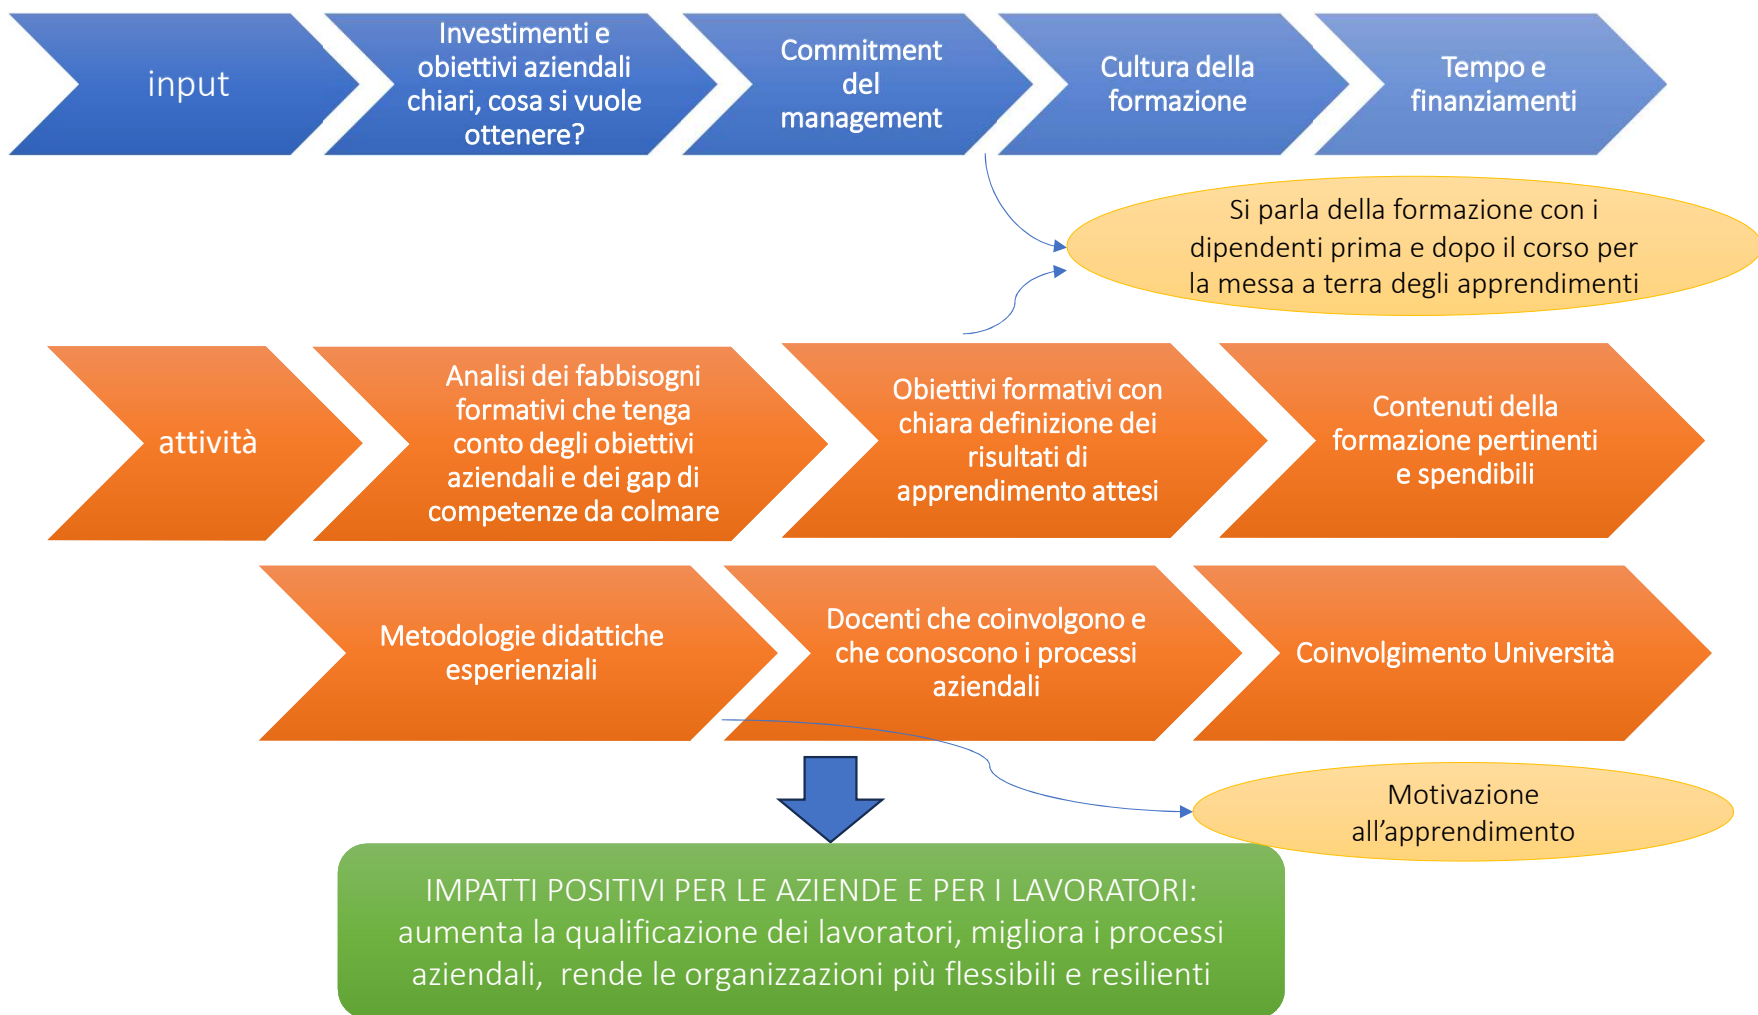 input
Investimenti e
obiettivi aziendali
chiari, cosa si vuole
ottenere?
Commitment
del
management
Cultura della
formazione
Tempo e
finanziamenti
Si parla della formazione con i
dipendenti prima e dopo il corso per
la messa a terra degli apprendimenti
attività
Analisi dei fabbisogni
formativi che tenga
conto degli obiettivi
aziendali e dei gap di
competenze da colmare
Obiettivi formativi con
chiara definizione dei
risultati di
apprendimento attesi
Contenuti della
formazione pertinenti
e spendibili
Metodologie didattiche
esperienziali
Docenti che coinvolgono e
che conoscono i processi
aziendali
Coinvolgimento Università
Motivazione
all’apprendimento
IMPATTI POSITIVI PER LE AZIENDE E PER I LAVORATORI:
aumenta la qualificazione dei lavoratori, migliora i processi
aziendali, rende le organizzazioni più flessibili e resilienti